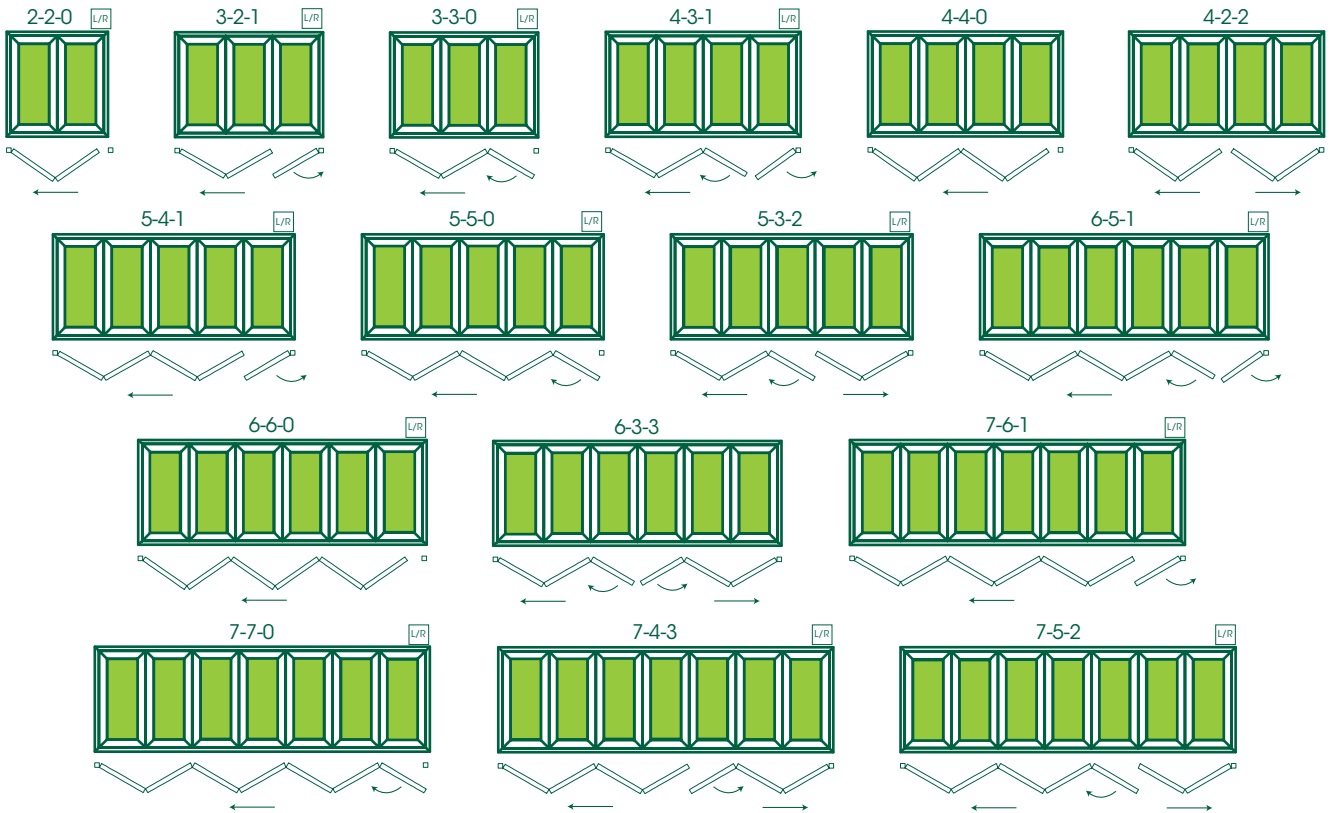 2-2-0 L/R 3-2-1 L/R 3-3-0 L/R 4-3-1 L/R 4-4-0 4-2-2
5-4-1 L/R 5-5-0 L/R 5-3-2 L/R 6-5-1 L/R
6-6-0 L/R 6-3-3 7-6-1 L/R
7-7-0 L/R 7-4-3 L/R 7-5-2 L/R